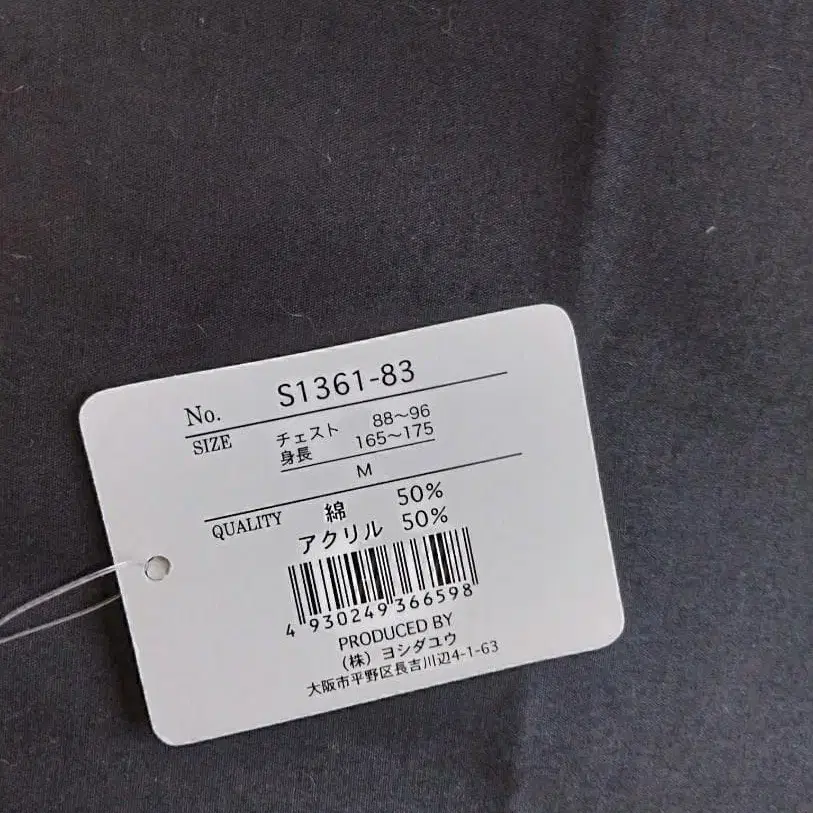 No. S1361-83
SIZE チェスト 88〜96
身長 165〜175
M
QUALITY 綿 50%
アクリル 50%
4 930249 366598
PRODUCED BY
(株) ヨシダユウ
大阪市平野区長吉川辺4-1-63